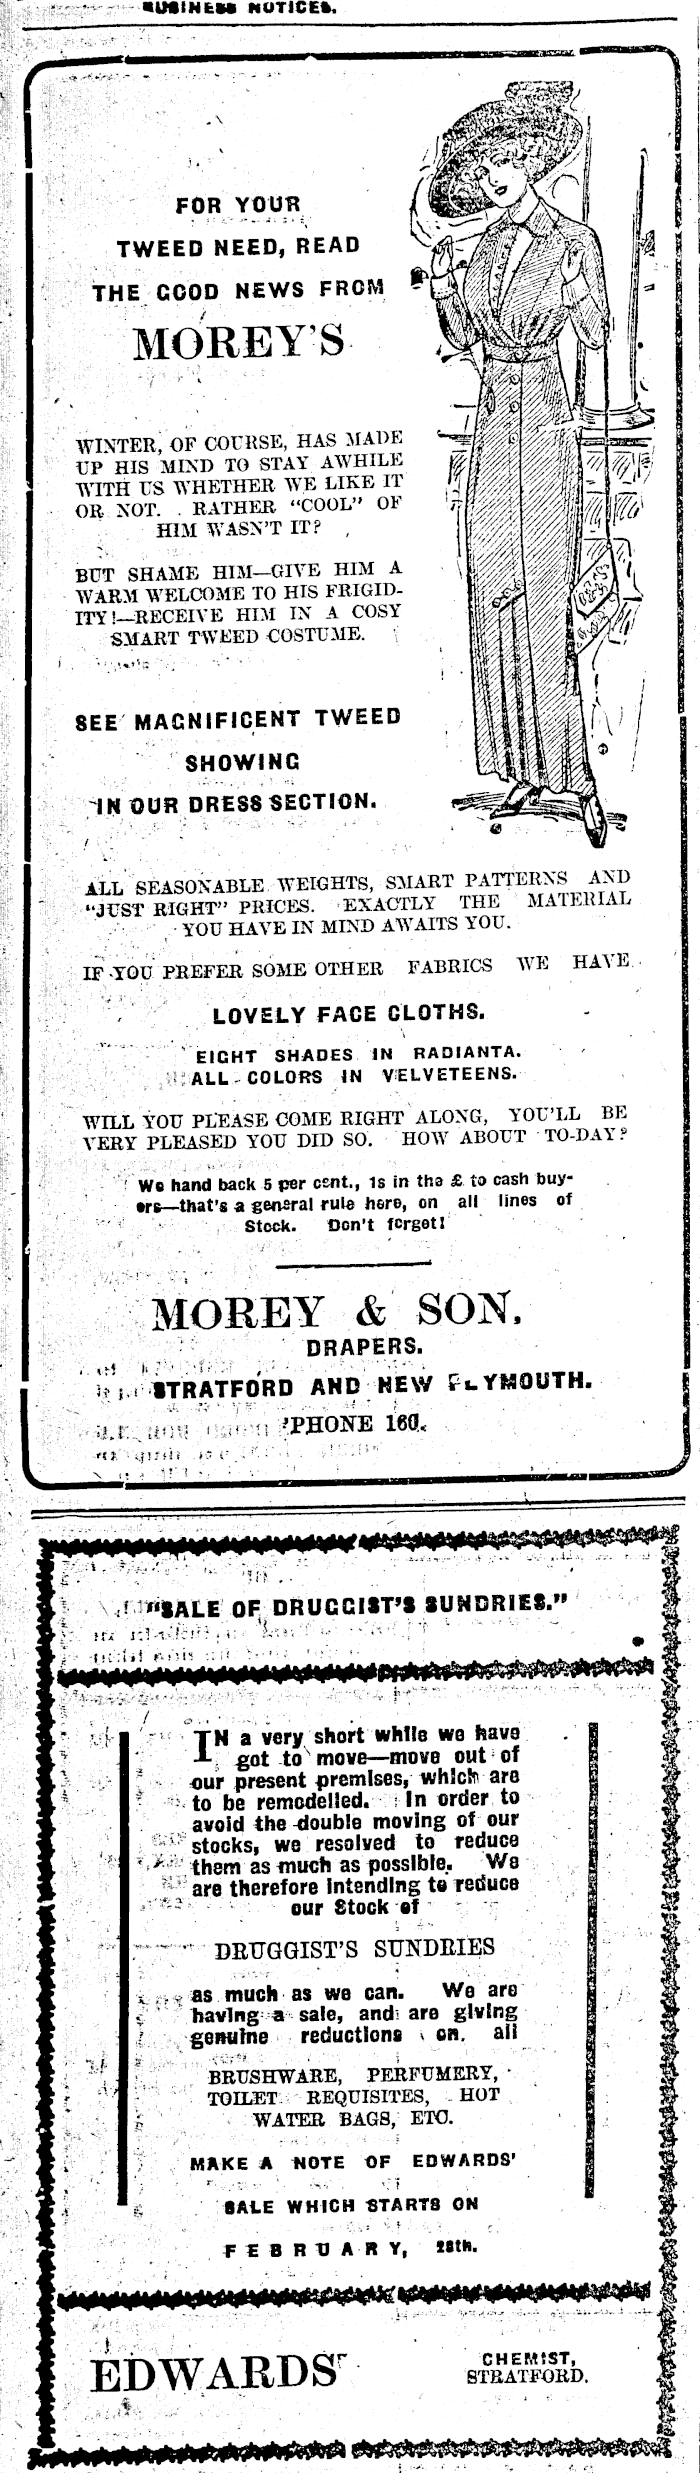 BUSINESS NOTICES.
FOR YOUR
TWEED NEED, READ
THE GOOD NEWS FROM
MOREY'S
WINTER, OF COURSE, HAS MADE
UP HIS MIND TO STAY AWHILE
WITH US WHETHER WE LIKE IT
OR NOT. RATHER "COOL" OF
HIM WASN'T IT?
BUT SHAME HIM—GIVE HIM A
WARM WELCOME TO HIS FRIGID-
ITY!—RECEIVE HIM IN A COSY
SMART TWEED COSTUME.
SEE MAGNIFICENT TWEED
SHOWING
IN OUR DRESS SECTION.
ALL SEASONABLE WEIGHTS, SMART PATTERNS AND
"JUST RIGHT" PRICES. EXACTLY THE MATERIAL
YOU HAVE IN MIND AWAITS YOU.
IF YOU PREFER SOME OTHER FABRICS WE HAVE
LOVELY FACE CLOTHS.
EIGHT SHADES IN RADIANTA.
ALL COLORS IN VELVETEENS.
WILL YOU PLEASE COME RIGHT ALONG, YOU'LL BE
VERY PLEASED YOU DID SO. HOW ABOUT TO-DAY?
We hand back 5 per cent., 1s in the £ to cash buy-
ers—that's a general rule here, on all lines of
Stock. Don't forget!
MOREY & SON.
DRAPERS.
STRATFORD AND NEW PLYMOUTH.
'PHONE 160.
"SALE OF DRUGGIST'S SUNDRIES."
IN a very short while we have
got to move—move out of
our present premises, which are
to be remodelled. In order to
avoid the double moving of our
stocks, we resolved to reduce
them as much as possible. We
are therefore intending to reduce
our Stock of
DRUGGIST'S SUNDRIES
as much as we can. We are
having a sale, and are giving
genuine reductions on all
BRUSHWARE, PERFUMERY,
TOILET REQUISITES, HOT
WATER BAGS, ETC.
MAKE A NOTE OF EDWARDS'
SALE WHICH STARTS ON
FEBRUARY, 28th.
EDWARDS'
CHEMIST,
STRATFORD.